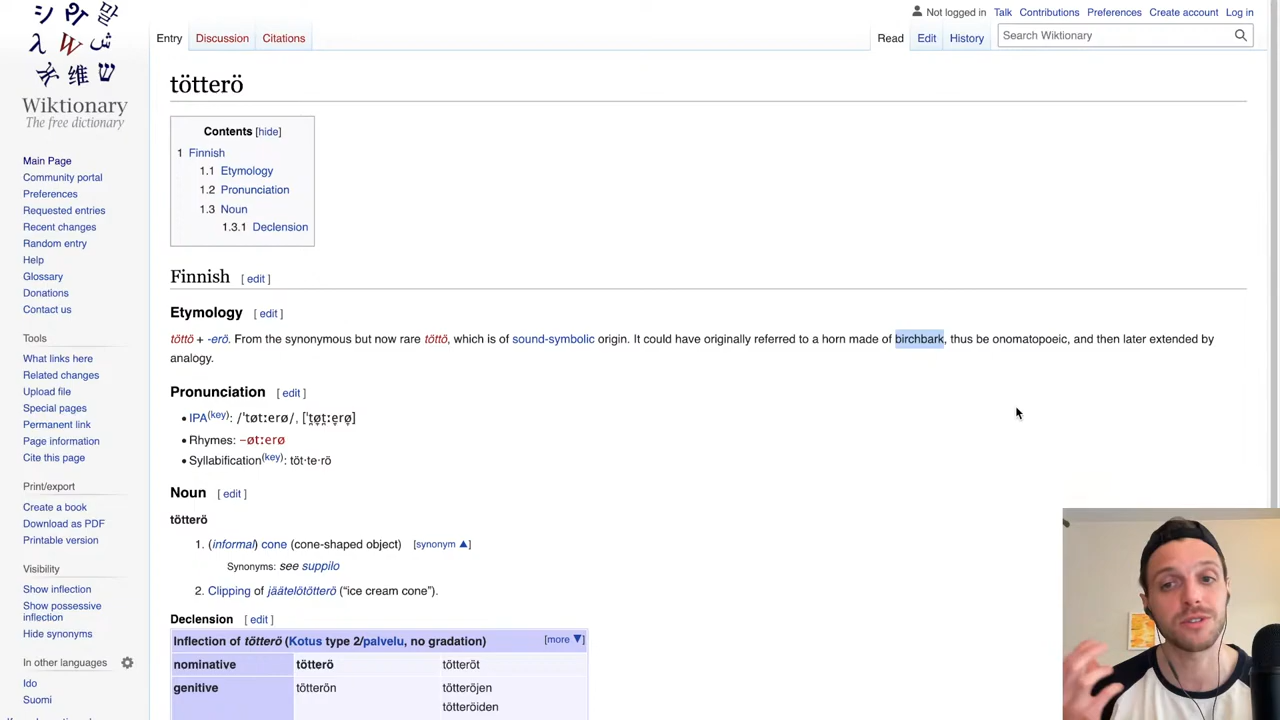 Not logged in Talk Contributions Preferences Create account Log in
Entry Discussion Citations Read Edit History Search Wiktionary
Wiktionary
The free dictionary
Main Page
Community portal
Preferences
Requested entries
Recent changes
Random entry
Help
Glossary
Donations
Contact us
Tools
What links here
Related changes
Upload file
Special pages
Permanent link
Page information
Cite this page
Print/export
Create a book
Download as PDF
Printable version
Visibility
Show inflection
Show possessive
inflection
Hide synonyms
In other languages
Ido
Suomi
tötterö
Contents [hide]
1 Finnish
1.1 Etymology
1.2 Pronunciation
1.3 Noun
1.3.1 Declension
Finnish [ edit ]
Etymology [ edit ]
töttö + -erö. From the synonymous but now rare töttö, which is of sound-symbolic origin. It could have originally referred to a horn made of birchbark, thus be onomatopoeic, and then later extended by
analogy.
Pronunciation [ edit ]
• IPA(key): /ˈtøtːerø/, [ˈt̪øt̪ːe̞rø̞]
• Rhymes: -øtːerø
• Syllabification(key): töt‧te‧rö
Noun [ edit ]
tötterö
1. (informal) cone (cone-shaped object) [synonym ▲]
Synonyms: see suppilo
2. Clipping of jäätelötötterö (“ice cream cone”).
Declension [ edit ]
Inflection of tötterö (Kotus type 2/palvelu, no gradation) [more ▼]
nominative tötterö tötteröt
genitive tötterön tötteröjen
tötteröiden